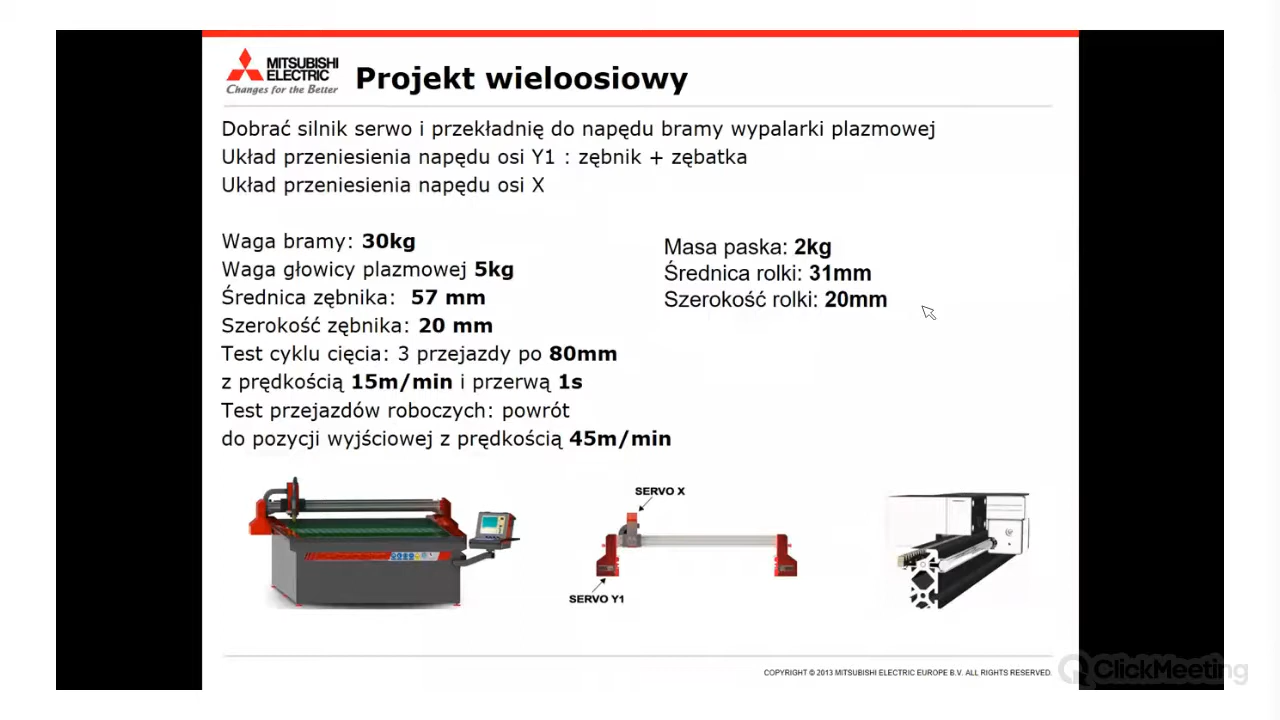 MITSUBISHI
ELECTRIC
Changes for the Better
Projekt wieloosiowy
Dobrać silnik serwo i przekładnię do napędu bramy wypalarki plazmowej
Układ przeniesienia napędu osi Y1 : zębnik + zębatka
Układ przeniesienia napędu osi X
Waga bramy: 30kg
Waga głowicy plazmowej 5kg
Średnica zębnika: 57 mm
Szerokość zębnika: 20 mm
Test cyklu cięcia: 3 przejazdy po 80mm
z prędkością 15m/min i przerwą 1s
Test przejazdów roboczych: powrót
do pozycji wyjściowej z prędkością 45m/min
Masa paska: 2kg
Średnica rolki: 31mm
Szerokość rolki: 20mm
SERVO X
SERVO Y1
COPYRIGHT © 2013 MITSUBISHI ELECTRIC EUROPE B.V. ALL RIGHTS RESERVED.
ClickMeeting